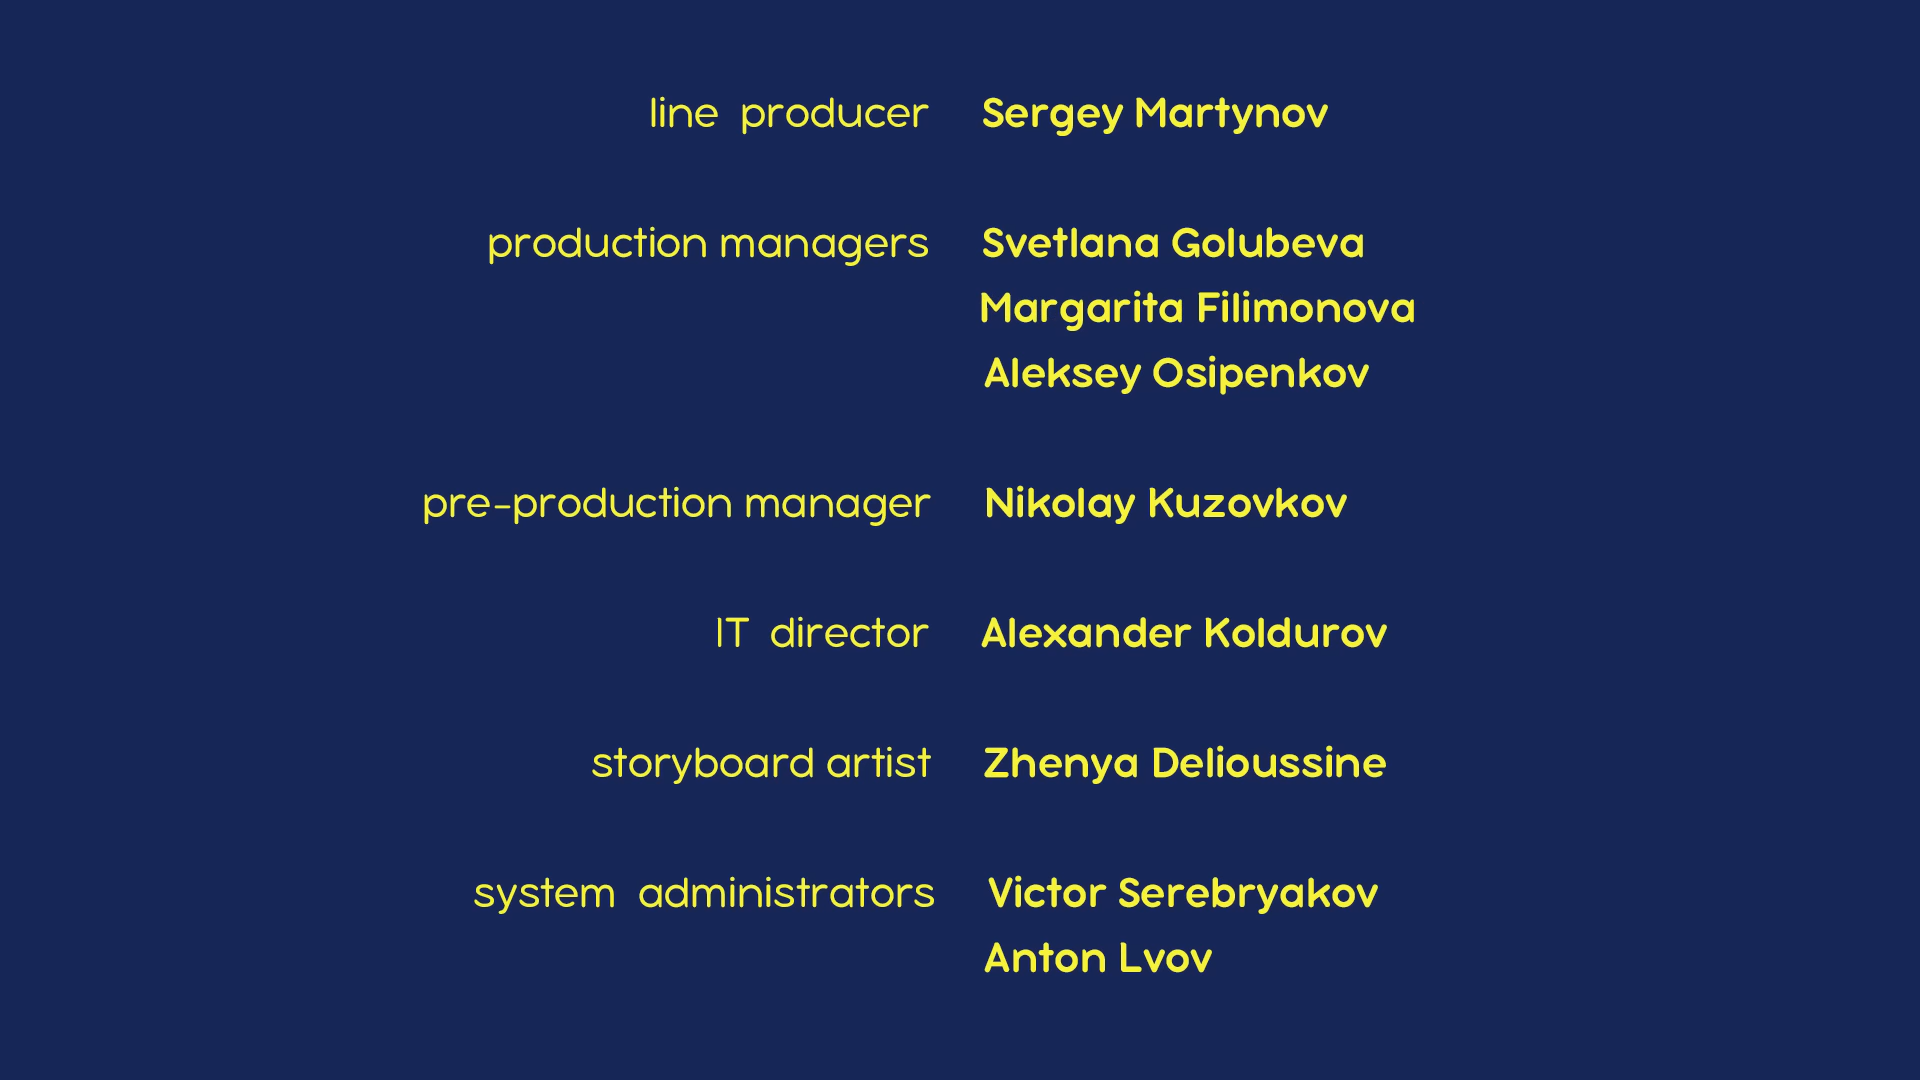 line producer Sergey Martynov
production managers Svetlana Golubeva
Margarita Filimonova
Aleksey Osipenkov
pre-production manager Nikolay Kuzovkov
IT director Alexander Koldurov
storyboard artist Zhenya Delioussine
system administrators Victor Serebryakov
Anton Lvov